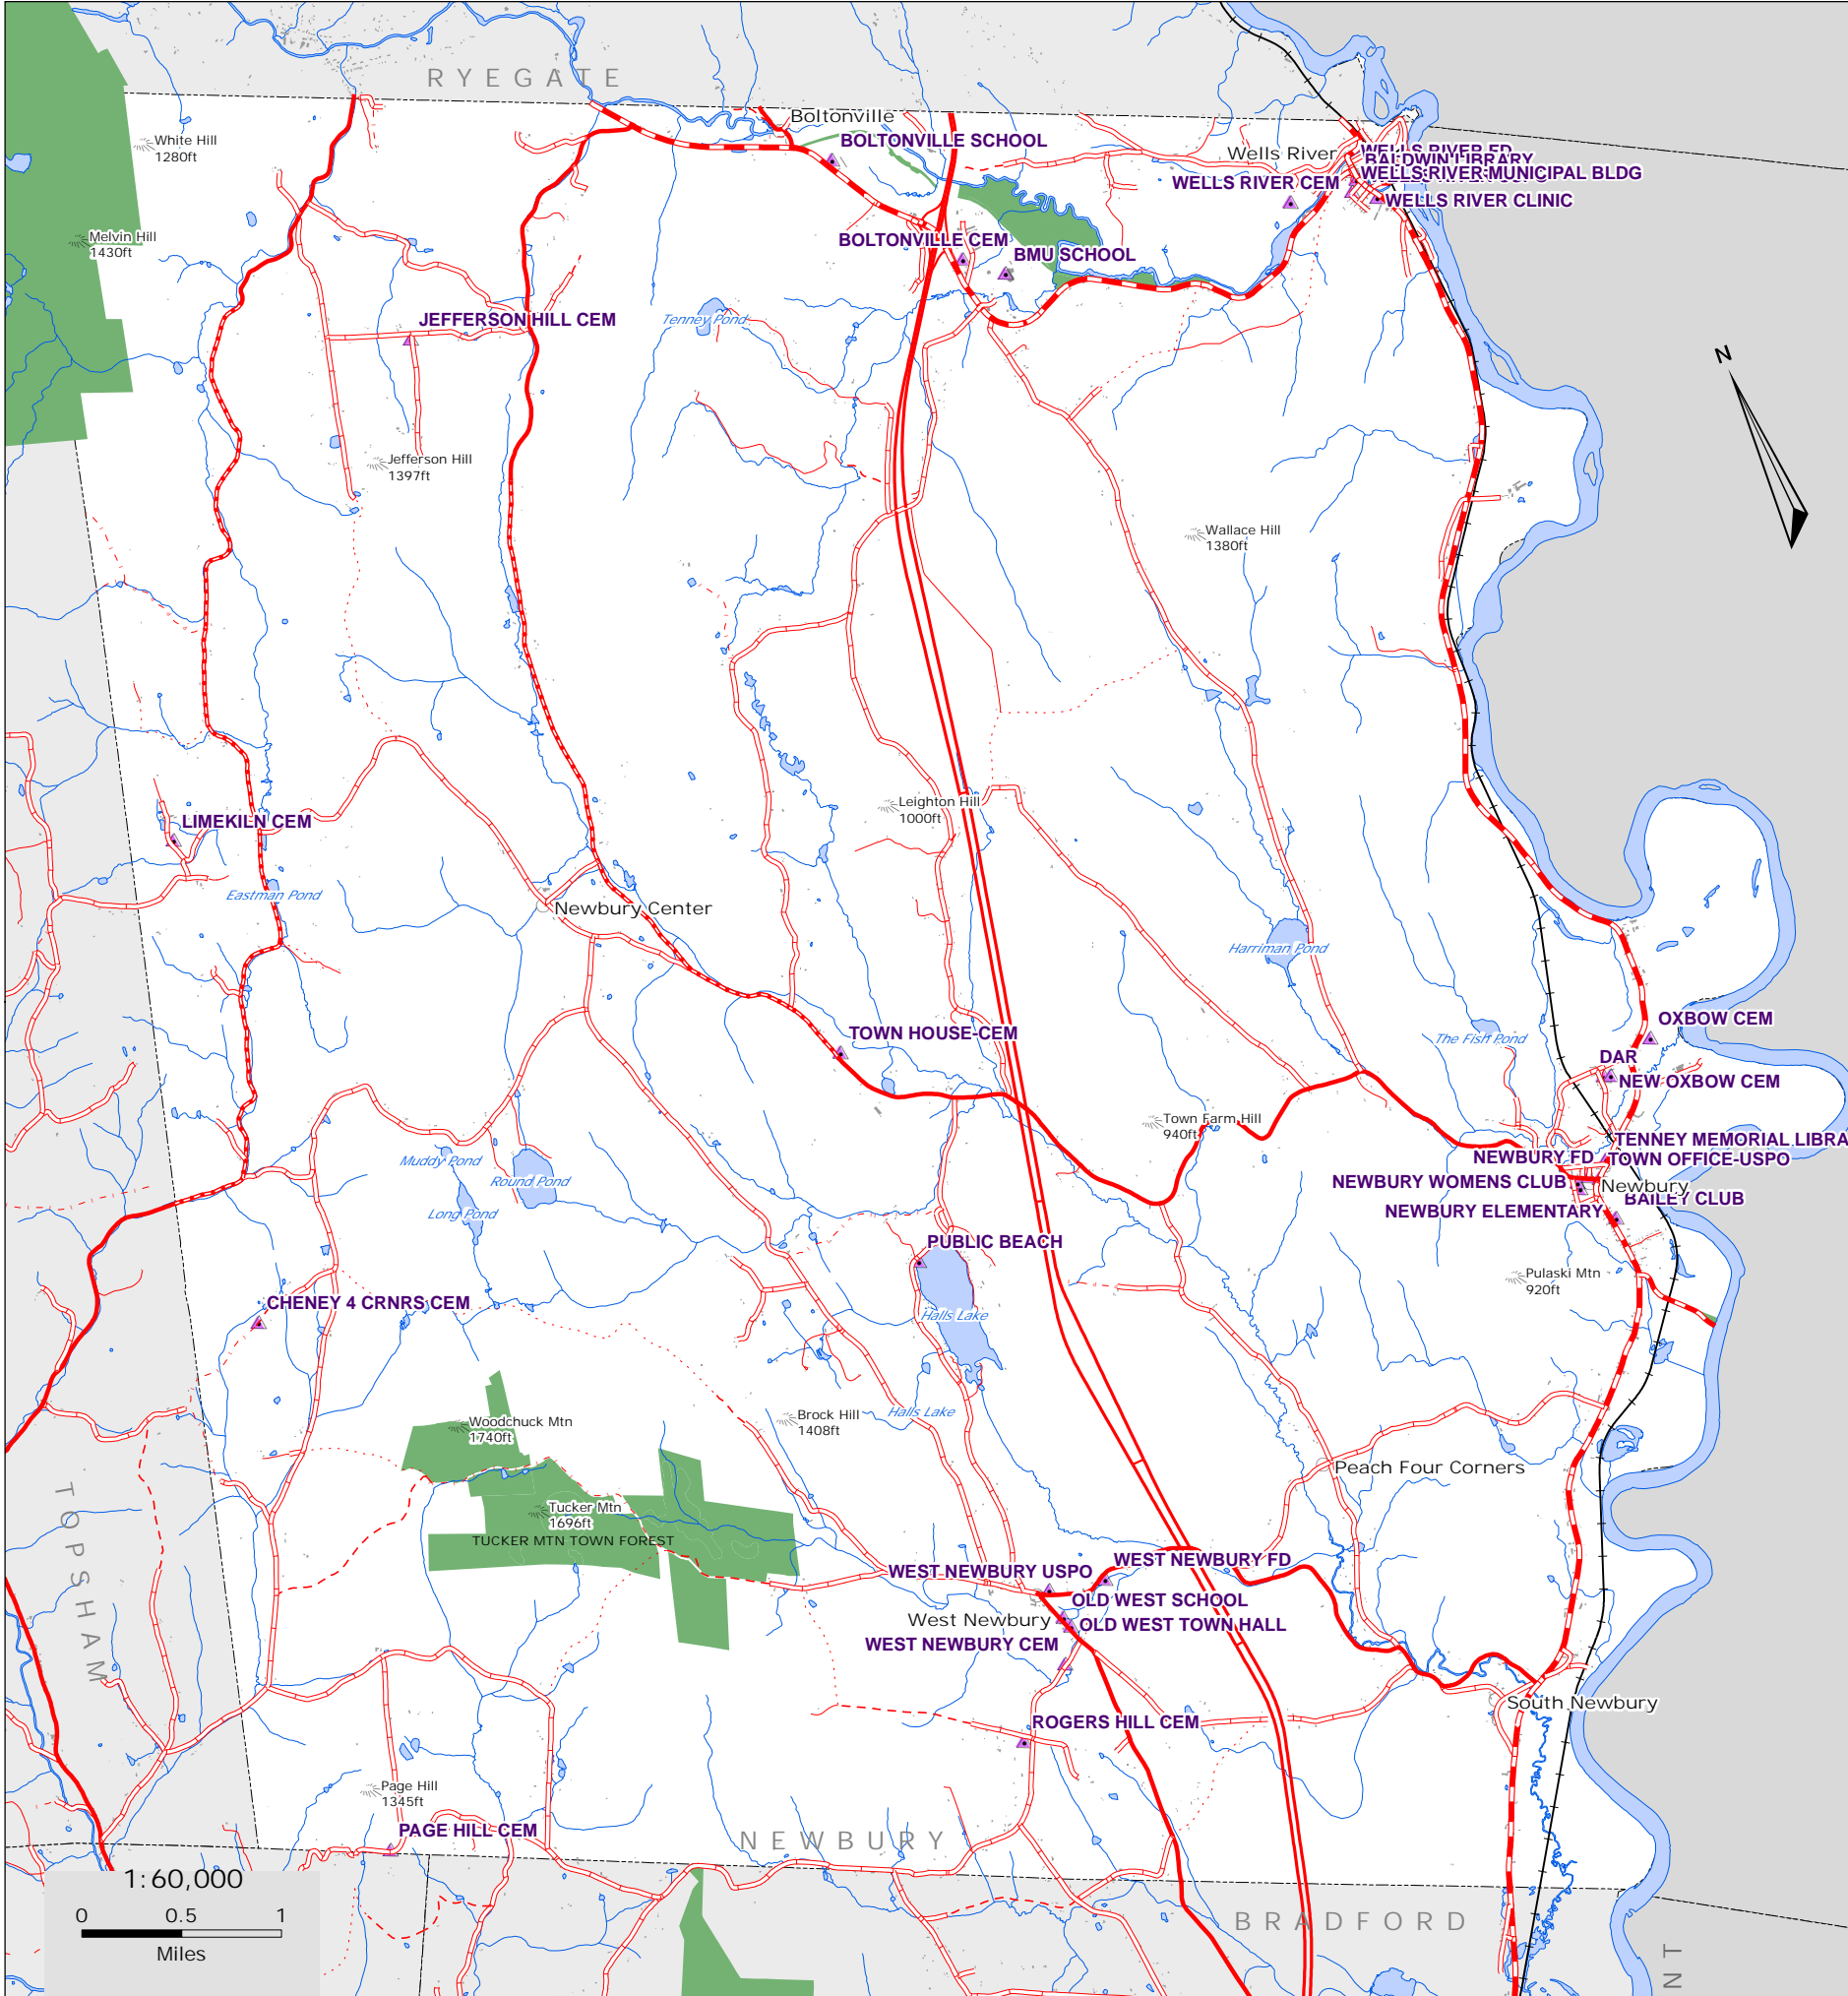 RYEGATE
Boltonville
BOLTONVILLE SCHOOL
White Hill
1280ft
Wells River
WELLS RIVER FD
BALDWIN LIBRARY
WELLS RIVER MUNICIPAL BLDG
WELLS RIVER CEM
WELLS RIVER CLINIC
Melvin Hill
1430ft
BOLTONVILLE CEM
BMU SCHOOL
JEFFERSON HILL CEM
Tenney Pond
N
Jefferson Hill
1397ft
Wallace Hill
1380ft
Leighton Hill
1000ft
LIMEKILN CEM
Eastman Pond
Newbury Center
Harriman Pond
OXBOW CEM
TOWN HOUSE-CEM
The Fish Pond
DAR
NEW OXBOW CEM
Town Farm Hill
940ft
TENNEY MEMORIAL LIBRA
NEWBURY FD
TOWN OFFICE-USPO
Muddy Pond
Round Pond
NEWBURY WOMENS CLUB
Newbury
BAILEY CLUB
Long Pond
NEWBURY ELEMENTARY
PUBLIC BEACH
Pulaski Mtn
920ft
CHENEY 4 CRNRS CEM
Halls Lake
Halls Lake
Brock Hill
1408ft
Woodchuck Mtn
1740ft
Peach Four Corners
Tucker Mtn
1696ft
TUCKER MTN TOWN FOREST
TOPSHAM
WEST NEWBURY FD
WEST NEWBURY USPO
OLD WEST SCHOOL
West Newbury
OLD WEST TOWN HALL
WEST NEWBURY CEM
South Newbury
ROGERS HILL CEM
Page Hill
1345ft
PAGE HILL CEM
NEWBURY
1:60,000
0 0.5 1
Miles
BRADFORD
NT